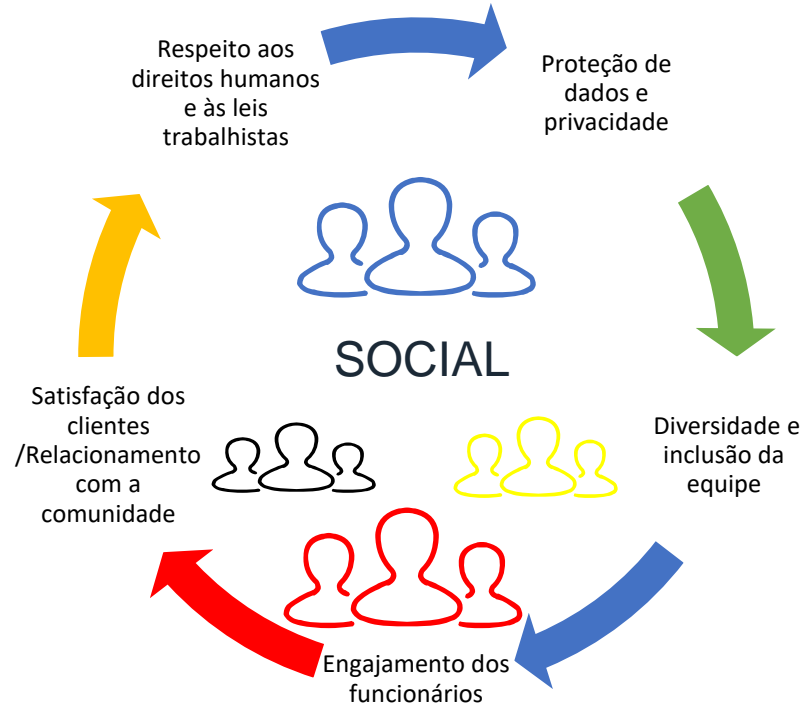 Respeito aos
direitos humanos
e às leis
trabalhistas
Proteção de
dados e
privacidade
SOCIAL
Diversidade e
inclusão da
equipe
Engajamento dos
funcionários
Satisfação dos
clientes
/Relacionamento
com a
comunidade